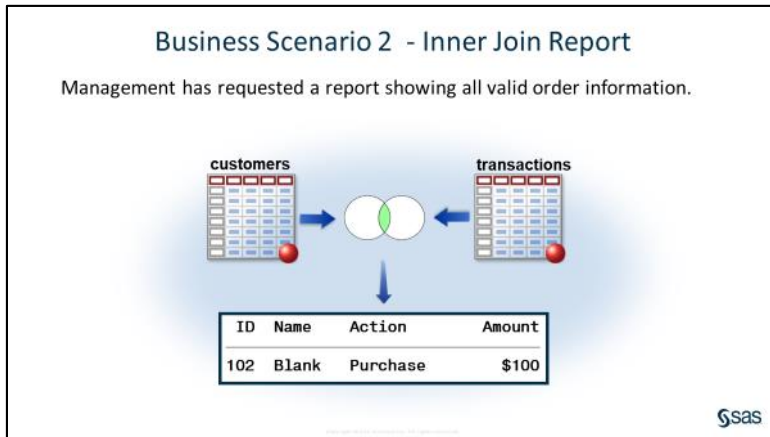 Business Scenario 2 - Inner Join Report
Management has requested a report showing all valid order information.
customers
transactions
ID Name Action Amount
102 Blank Purchase $100
sas